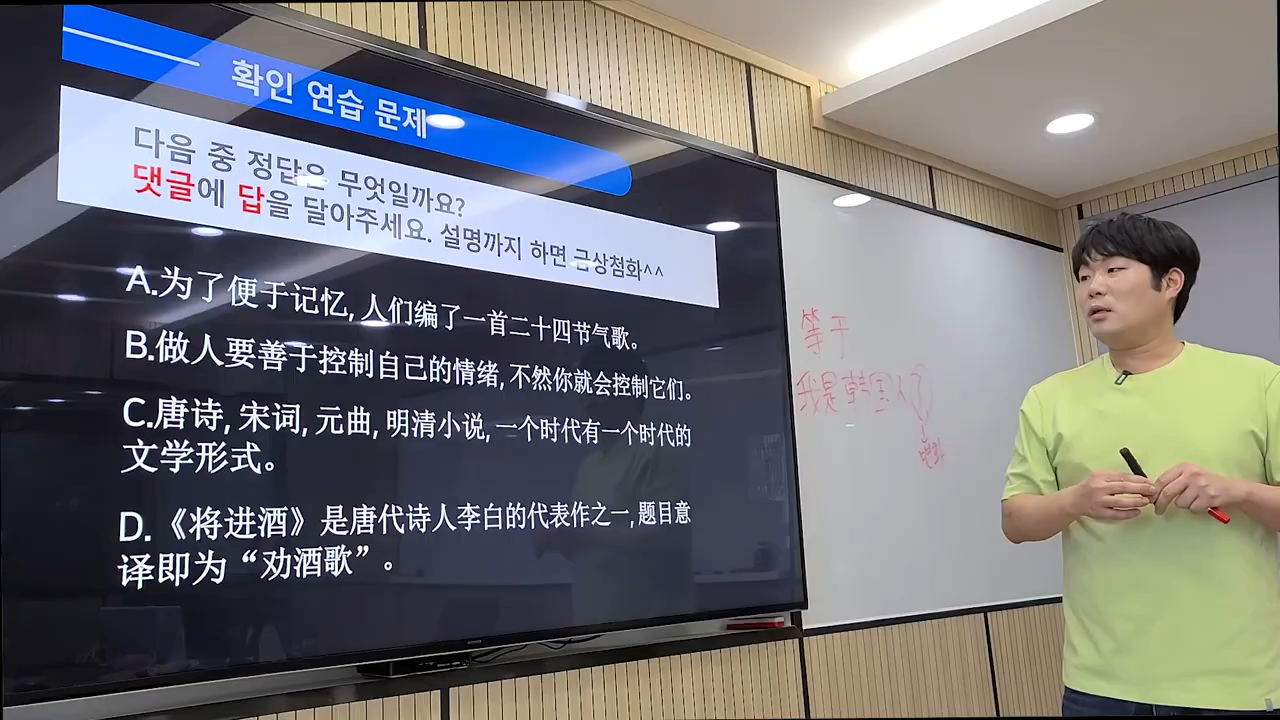 확인 연습 문제
다음 중 정답은 무엇일까요?
댓글에 답을 달아주세요. 설명까지 하면 금상첨화^^
A.为了便于记忆, 人们编了一首二十四节气歌。
B.做人要善于控制自己的情绪, 不然你就会控制它们。
C.唐诗, 宋词, 元曲, 明清小说, 一个时代有一个时代的
文学形式。
D.《将进酒》是唐代诗人李白的代表作之一, 题目意
译即为“劝酒歌”。
等于
我是韩国人